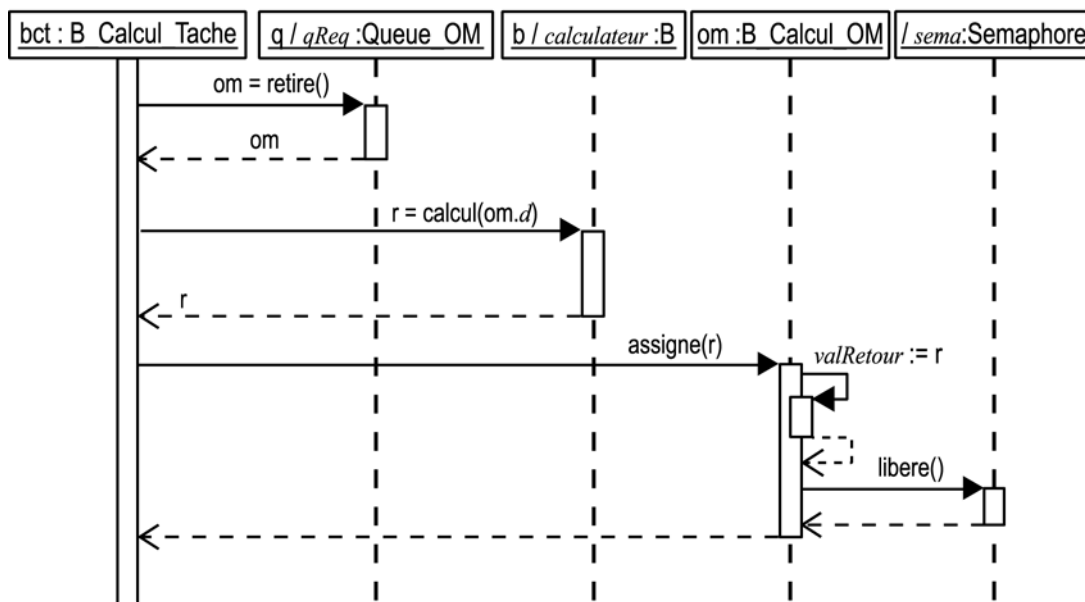 bct : B_Calcul_Tache
q / qReq :Queue_OM
b / calculateur :B
om :B_Calcul_OM
/ sema:Semaphore
om = retire()
om
r = calcul(om.d)
r
assigne(r)
valRetour := r
libere()